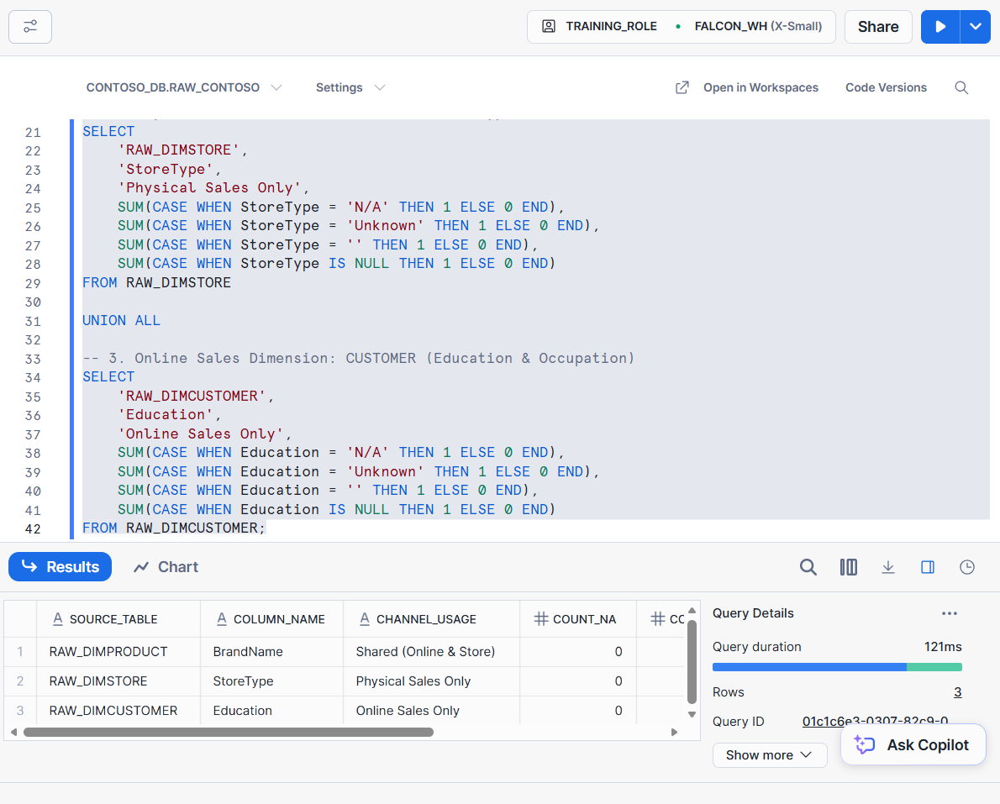 TRAINING_ROLE • FALCON_WH (X-Small)
Share
CONTOSO_DB.RAW_CONTOSO
Settings
Open in Workspaces
Code Versions
21 SELECT
22     'RAW_DIMSTORE',
23     'StoreType',
24     'Physical Sales Only',
25     SUM(CASE WHEN StoreType = 'N/A' THEN 1 ELSE 0 END),
26     SUM(CASE WHEN StoreType = 'Unknown' THEN 1 ELSE 0 END),
27     SUM(CASE WHEN StoreType = '' THEN 1 ELSE 0 END),
28     SUM(CASE WHEN StoreType IS NULL THEN 1 ELSE 0 END)
29 FROM RAW_DIMSTORE
30
31 UNION ALL
32
33 -- 3. Online Sales Dimension: CUSTOMER (Education & Occupation)
34 SELECT
35     'RAW_DIMCUSTOMER',
36     'Education',
37     'Online Sales Only',
38     SUM(CASE WHEN Education = 'N/A' THEN 1 ELSE 0 END),
39     SUM(CASE WHEN Education = 'Unknown' THEN 1 ELSE 0 END),
40     SUM(CASE WHEN Education = '' THEN 1 ELSE 0 END),
41     SUM(CASE WHEN Education IS NULL THEN 1 ELSE 0 END)
42 FROM RAW_DIMCUSTOMER;
Results
Chart
A SOURCE_TABLE A COLUMN_NAME A CHANNEL_USAGE # COUNT_NA #
1 RAW_DIMPRODUCT BrandName Shared (Online & Store) 0
2 RAW_DIMSTORE StoreType Physical Sales Only 0
3 RAW_DIMCUSTOMER Education Online Sales Only 0
Query Details
Query duration 121ms
Rows 3
Query ID 01c1c6e3-0307-82c9-0
Show more
Ask Copilot